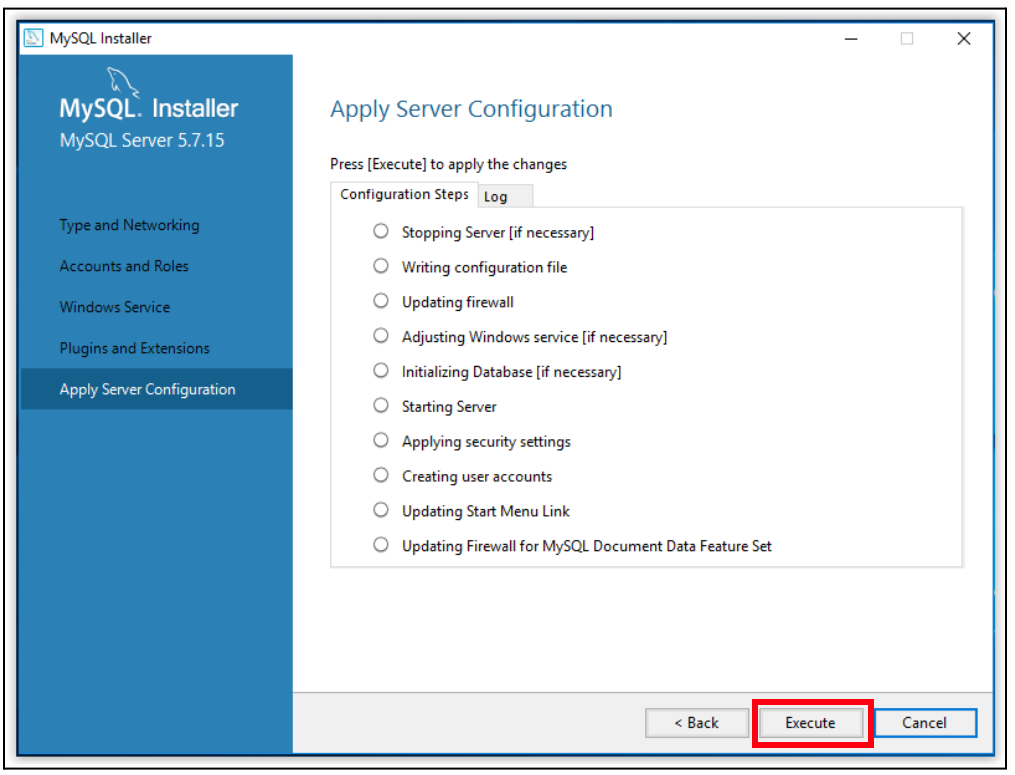 MySQL Installer
MySQL. Installer
MySQL Server 5.7.15
Type and Networking
Accounts and Roles
Windows Service
Plugins and Extensions
Apply Server Configuration
Apply Server Configuration
Press [Execute] to apply the changes
Configuration Steps Log
Stopping Server [if necessary]
Writing configuration file
Updating firewall
Adjusting Windows service [if necessary]
Initializing Database [if necessary]
Starting Server
Applying security settings
Creating user accounts
Updating Start Menu Link
Updating Firewall for MySQL Document Data Feature Set
< Back Execute Cancel